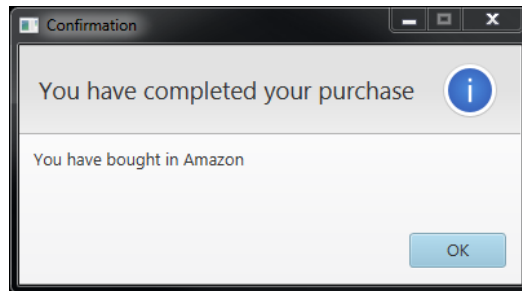 Confirmation
You have completed your purchase
i
You have bought in Amazon
OK